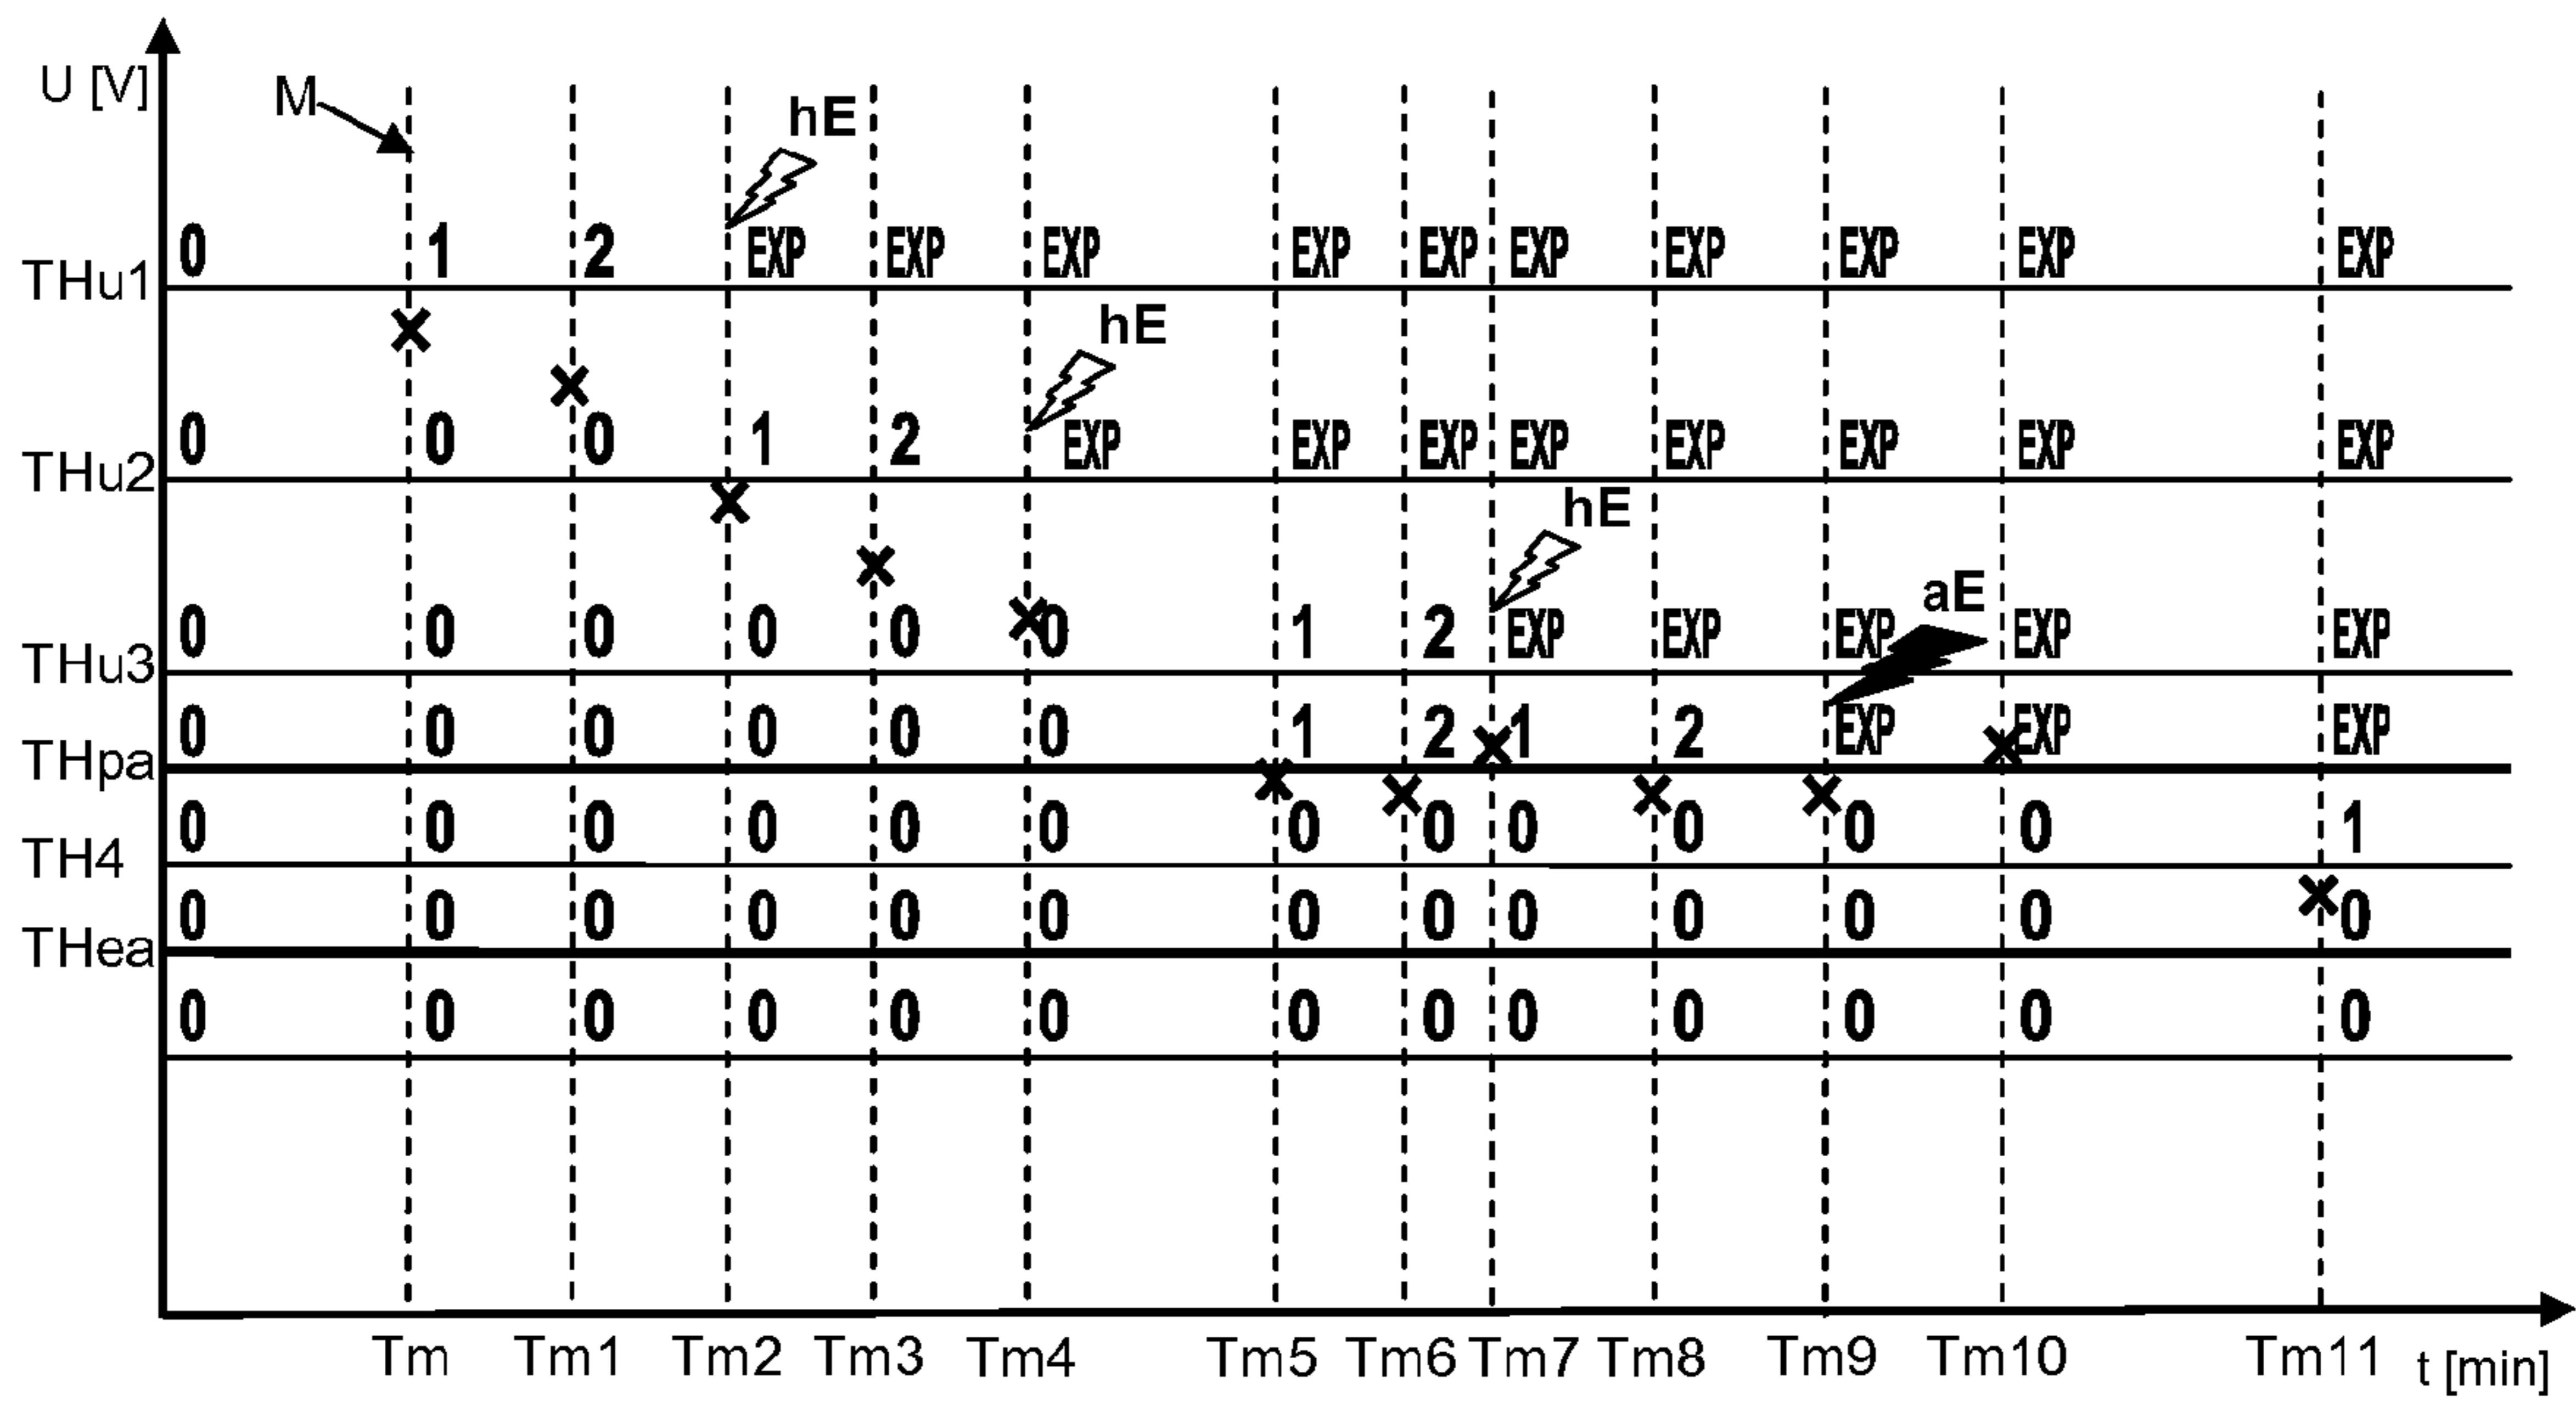 U [V]
M
hE
0 1 2 EXP EXP EXP EXP EXP EXP EXP EXP EXP EXP
THu1
hE
0 0 0 1 2 EXP EXP EXP EXP EXP EXP EXP EXP
THu2
hE
aE
0 0 0 0 0 0 1 2 EXP EXP EXP EXP EXP
THu3
0 0 0 0 0 0 1 2 1 2 EXP EXP EXP
THpa
0 0 0 0 0 0 0 0 0 0 0 0 1
TH4
0 0 0 0 0 0 0 0 0 0 0 0 0
THea
0 0 0 0 0 0 0 0 0 0 0 0 0
Tm Tm1 Tm2 Tm3 Tm4 Tm5 Tm6 Tm7 Tm8 Tm9 Tm10 Tm11 t [min]